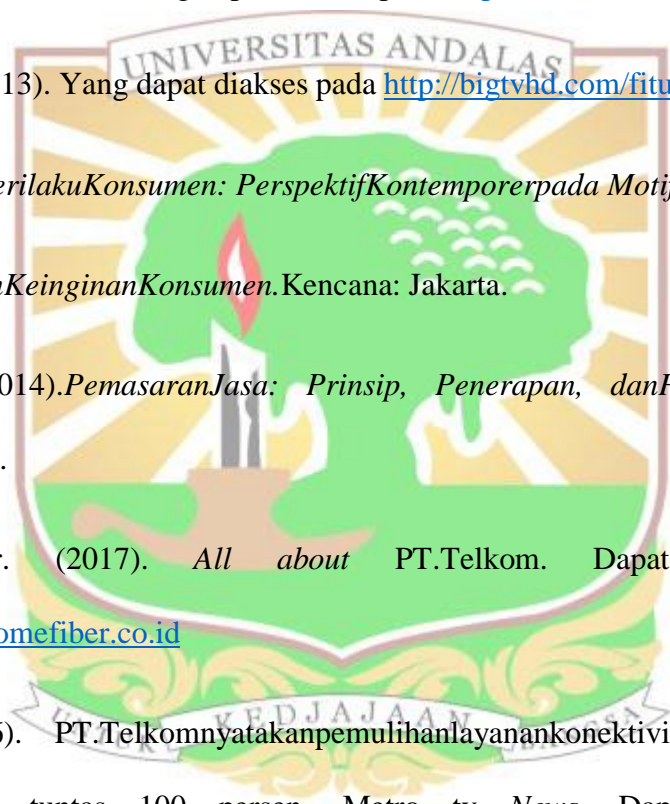 UNIVERSITAS ANDALAS
13). Yang dapat diakses pada http://bigtvhd.com/fitu
erilakuKonsumen: PerspektifKontemporerpada Moti
KeinginanKonsumen.Kencana: Jakarta.
014).PemasaranJasa: Prinsip, Penerapan, dan
.
r. (2017). All about PT.Telkom. Dapat
omefiber.co.id
). PT.Telkomnyatakanpemulihanlayanankonektivi
KEDJAJAAN BANGSA
tuntas 100 persen. Metro tv News.